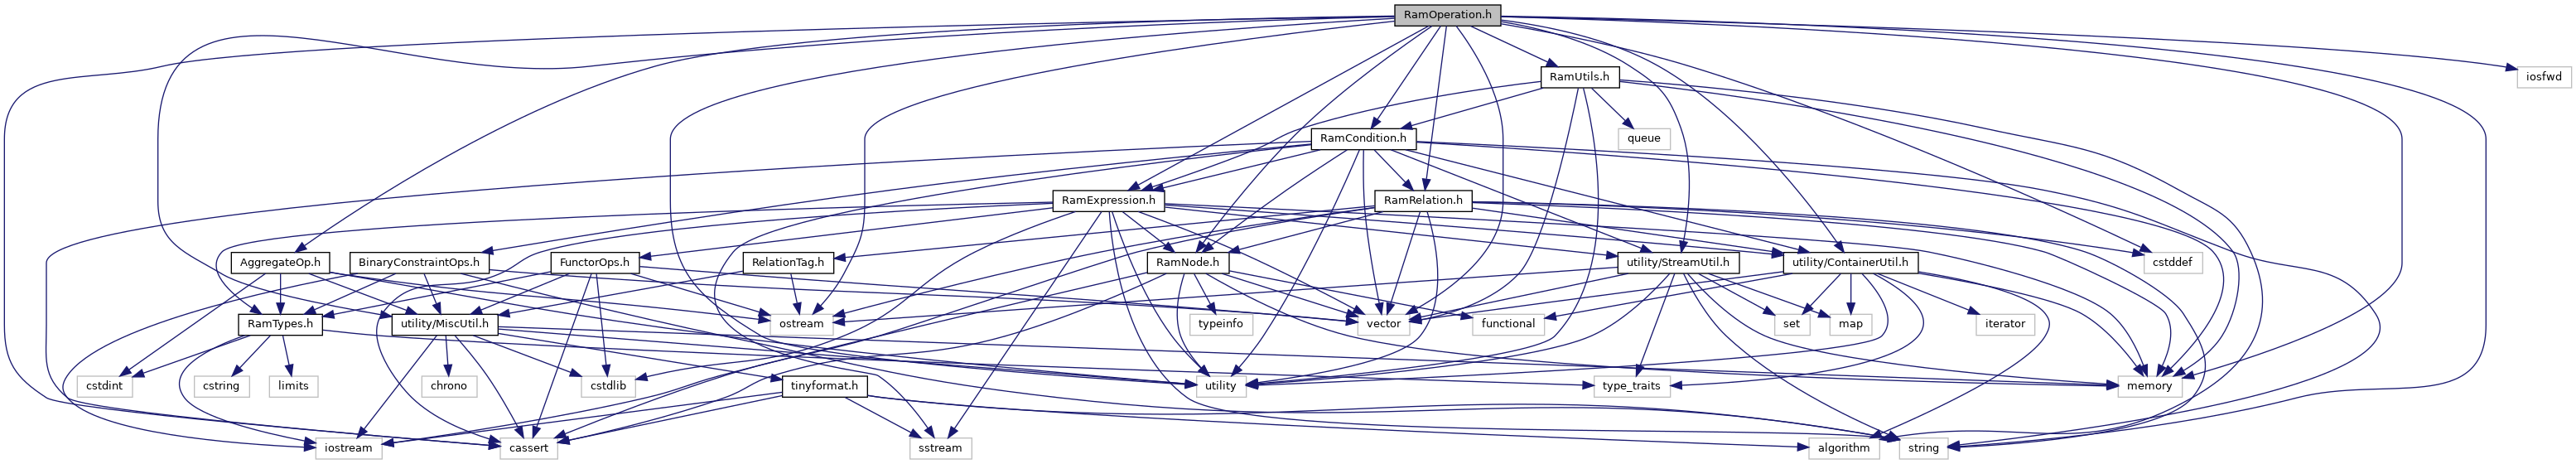 RamOperation.h
RamUtils.h
iosfwd
RamCondition.h
queue
RamExpression.h
RamRelation.h
AggregateOp.h
BinaryConstraintOps.h
FunctorOps.h
RelationTag.h
RamNode.h
utility/StreamUtil.h
utility/ContainerUtil.h
cstddef
RamTypes.h
utility/MiscUtil.h
ostream
typeinfo
vector
functional
set
map
iterator
cstdint
cstring
limits
chrono
cstdlib
utility
type_traits
tinyformat.h
memory
iostream
cassert
sstream
algorithm
string